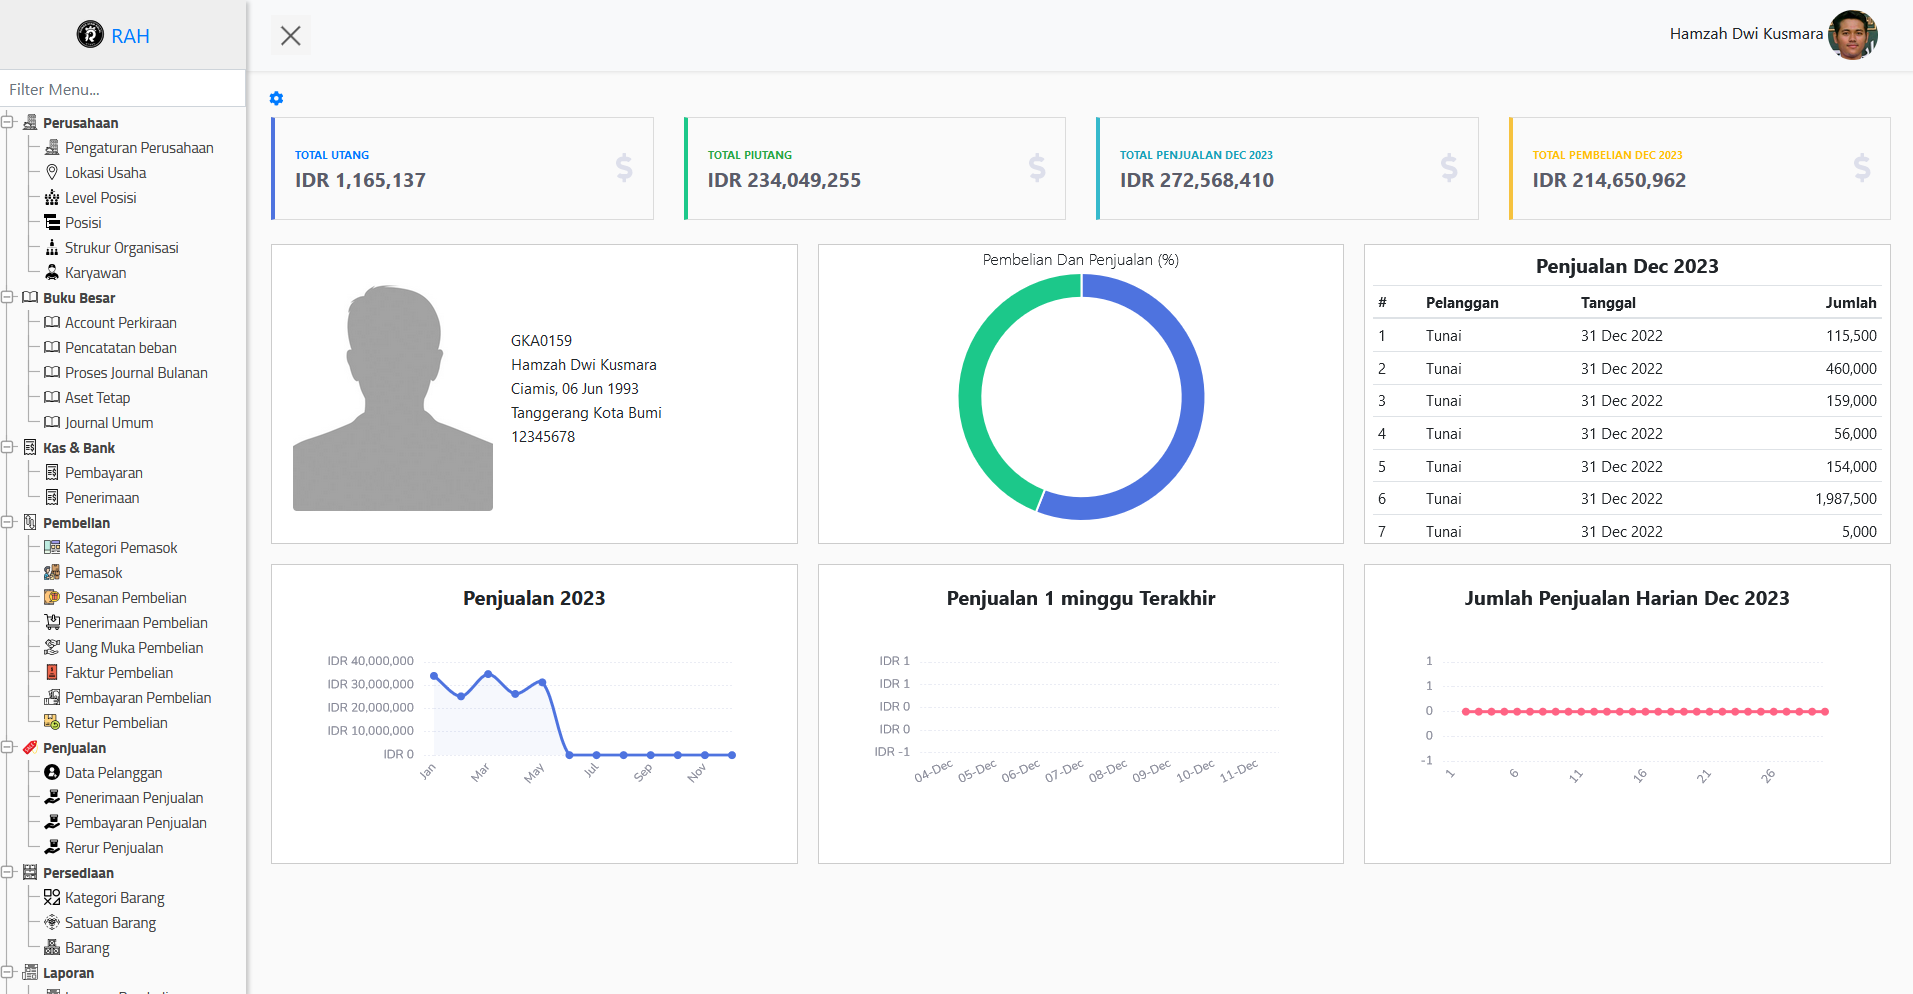 RAH
Hamzah Dwi Kusmara
Filter Menu...
Perusahaan
Pengaturan Perusahaan
Lokasi Usaha
Level Posisi
Posisi
Strukur Organisasi
Karyawan
Buku Besar
Account Perkiraan
Pencatatan beban
Proses Journal Bulanan
Aset Tetap
Journal Umum
Kas & Bank
Pembayaran
Penerimaan
Pembelian
Kategori Pemasok
Pemasok
Pesanan Pembelian
Penerimaan Pembelian
Uang Muka Pembelian
Faktur Pembelian
Pembayaran Pembelian
Retur Pembelian
Penjualan
Data Pelanggan
Penerimaan Penjualan
Pembayaran Penjualan
Rerur Penjualan
Persediaan
Kategori Barang
Satuan Barang
Barang
Laporan
TOTAL UTANG
IDR 1,165,137
TOTAL PIUTANG
IDR 234,049,255
TOTAL PENJUALAN DEC 2023
IDR 272,568,410
TOTAL PEMBELIAN DEC 2023
IDR 214,650,962
GKA0159
Hamzah Dwi Kusmara
Ciamis, 06 Jun 1993
Tanggerang Kota Bumi
12345678
Pembelian Dan Penjualan (%)
Penjualan Dec 2023
# Pelanggan Tanggal Jumlah
1 Tunai 31 Dec 2022 115,500
2 Tunai 31 Dec 2022 460,000
3 Tunai 31 Dec 2022 159,000
4 Tunai 31 Dec 2022 56,000
5 Tunai 31 Dec 2022 154,000
6 Tunai 31 Dec 2022 1,987,500
7 Tunai 31 Dec 2022 5,000
Penjualan 2023
IDR 40,000,000
IDR 30,000,000
IDR 20,000,000
IDR 10,000,000
IDR 0
Jan Mar May Jul Sep Nov
Penjualan 1 minggu Terakhir
IDR 1
IDR 1
IDR 0
IDR 0
IDR -1
04-Dec 05-Dec 06-Dec 07-Dec 08-Dec 09-Dec 10-Dec 11-Dec
Jumlah Penjualan Harian Dec 2023
1
1
0
0
-1
1 6 11 16 21 26